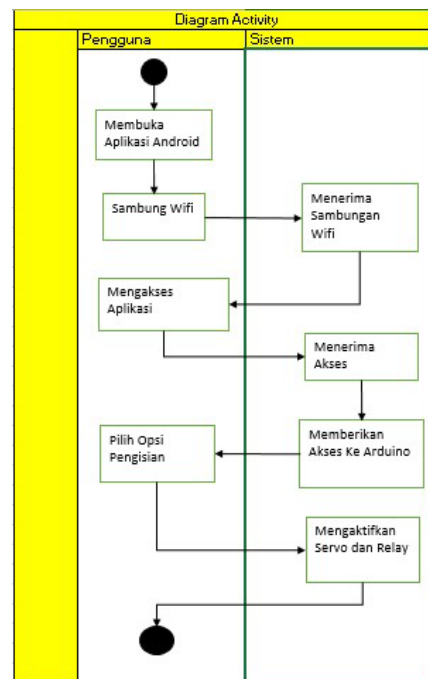 Diagram Activity
Pengguna
Sistem
Membuka
Aplikasi Android
Sambung Wifi
Menerima
Sambungan
Wifi
Mengakses
Aplikasi
Menerima
Akses
Memberikan
Akses Ke Arduino
Pilih Opsi
Pengisian
Mengaktifkan
Servo dan Relay